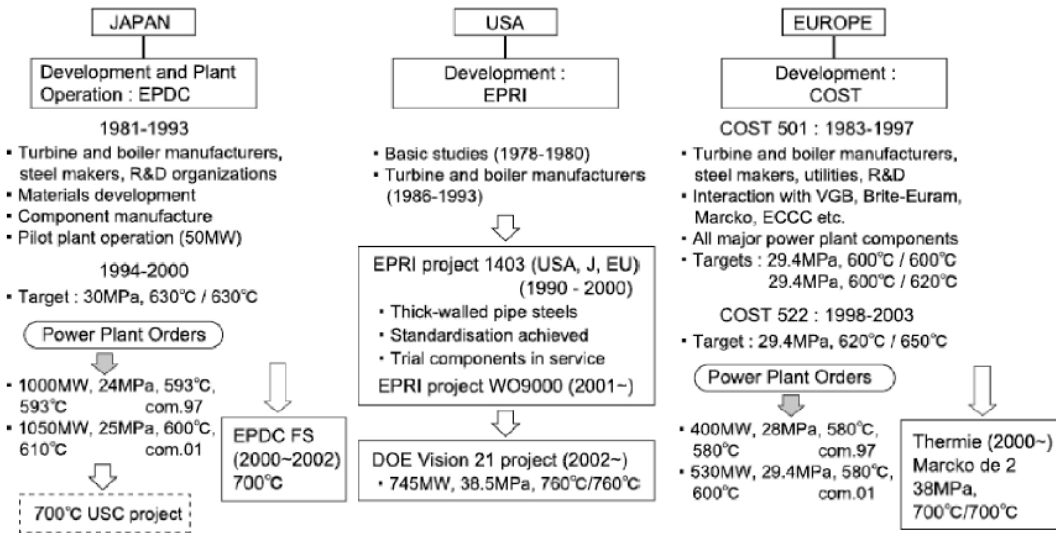 JAPAN
Development and Plant
Operation : EPDC
1981-1993
▪ Turbine and boiler manufacturers,
steel makers, R&D organizations
▪ Materials development
▪ Component manufacture
▪ Pilot plant operation (50MW)
1994-2000
▪ Target : 30MPa, 630℃ / 630℃
Power Plant Orders
▪ 1000MW, 24MPa, 593℃,
593℃ com.97
▪ 1050MW, 25MPa, 600℃,
610℃ com.01
700℃ USC project
EPDC FS
(2000~2002)
700℃
USA
Development :
EPRI
▪ Basic studies (1978-1980)
▪ Turbine and boiler manufacturers
(1986-1993)
EPRI project 1403 (USA, J, EU)
(1990 - 2000)
▪ Thick-walled pipe steels
▪ Standardisation achieved
▪ Trial components in service
EPRI project WO9000 (2001~)
DOE Vision 21 project (2002~)
▪ 745MW, 38.5MPa, 760℃/760℃
EUROPE
Development :
COST
COST 501 : 1983-1997
▪ Turbine and boiler manufacturers,
steel makers, utilities, R&D
▪ Interaction with VGB, Brite-Euram,
Marcko, ECCC etc.
▪ All major power plant components
▪ Targets : 29.4MPa, 600℃ / 600℃
29.4MPa, 600℃ / 620℃
COST 522 : 1998-2003
▪ Target : 29.4MPa, 620℃ / 650℃
Power Plant Orders
▪ 400MW, 28MPa, 580℃,
580℃ com.97
▪ 530MW, 29.4MPa, 580℃,
600℃ com.01
Thermie (2000~)
Marcko de 2
38MPa,
700℃/700℃